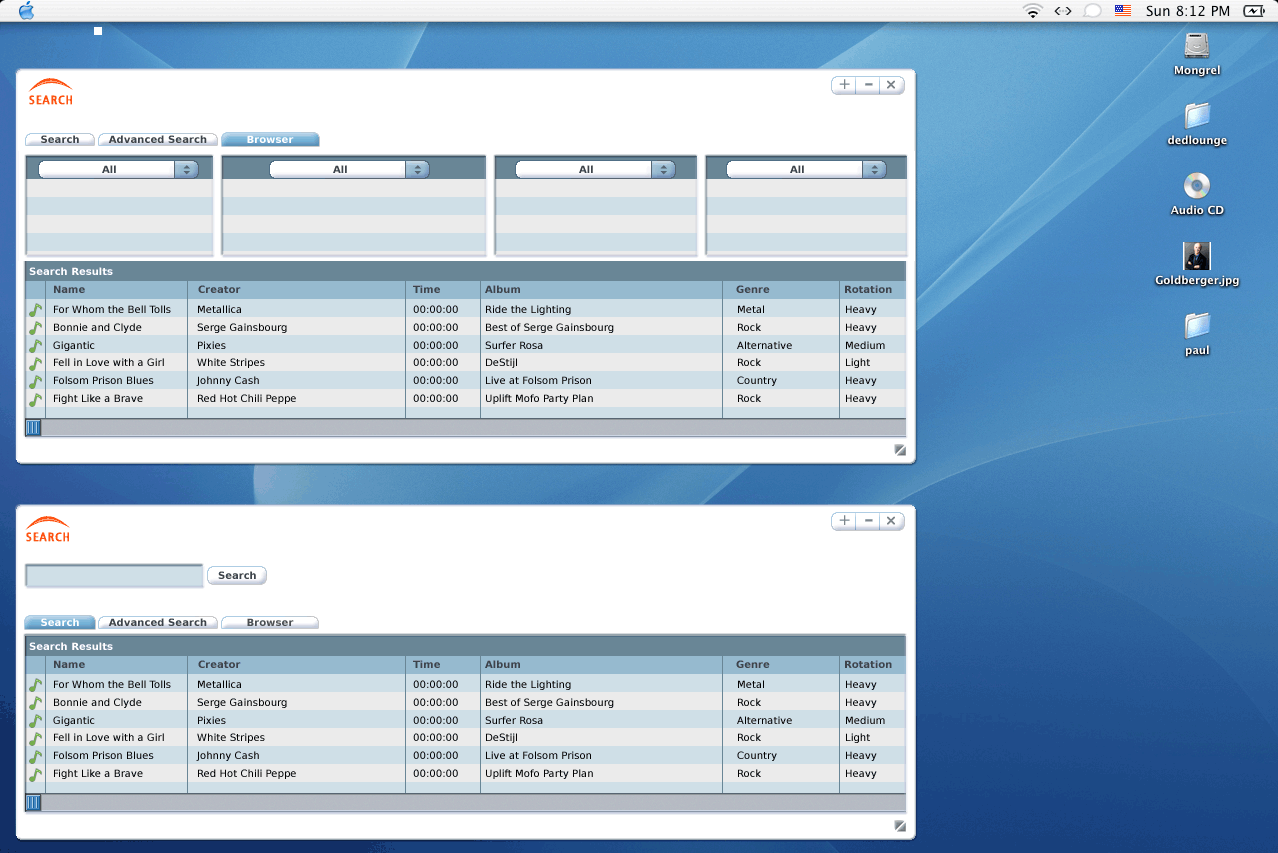 Sun 8:12 PM
Mongrel
dedlounge
Audio CD
Goldberger.jpg
paul
SEARCH
Search Advanced Search Browser
All All All All
Search Results
Name Creator Time Album Genre Rotation
For Whom the Bell Tolls Metallica 00:00:00 Ride the Lighting Metal Heavy
Bonnie and Clyde Serge Gainsbourg 00:00:00 Best of Serge Gainsbourg Rock Heavy
Gigantic Pixies 00:00:00 Surfer Rosa Alternative Medium
Fell in Love with a Girl White Stripes 00:00:00 DeStijl Rock Light
Folsom Prison Blues Johnny Cash 00:00:00 Live at Folsom Prison Country Heavy
Fight Like a Brave Red Hot Chili Peppe 00:00:00 Uplift Mofo Party Plan Rock Heavy
SEARCH
Search
Search Advanced Search Browser
Search Results
Name Creator Time Album Genre Rotation
For Whom the Bell Tolls Metallica 00:00:00 Ride the Lighting Metal Heavy
Bonnie and Clyde Serge Gainsbourg 00:00:00 Best of Serge Gainsbourg Rock Heavy
Gigantic Pixies 00:00:00 Surfer Rosa Alternative Medium
Fell in Love with a Girl White Stripes 00:00:00 DeStijl Rock Light
Folsom Prison Blues Johnny Cash 00:00:00 Live at Folsom Prison Country Heavy
Fight Like a Brave Red Hot Chili Peppe 00:00:00 Uplift Mofo Party Plan Rock Heavy